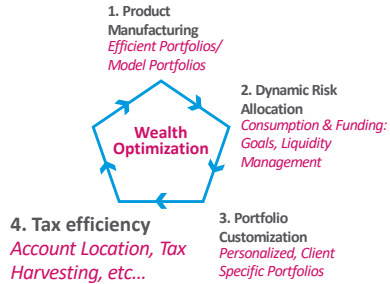 1. Product
Manufacturing
Efficient Portfolios/
Model Portfolios
2. Dynamic Risk
Allocation
Consumption & Funding:
Goals, Liquidity
Management
Wealth
Optimization
3. Portfolio
Customization
Personalized, Client
Specific Portfolios
4. Tax efficiency
Account Location, Tax
Harvesting, etc...